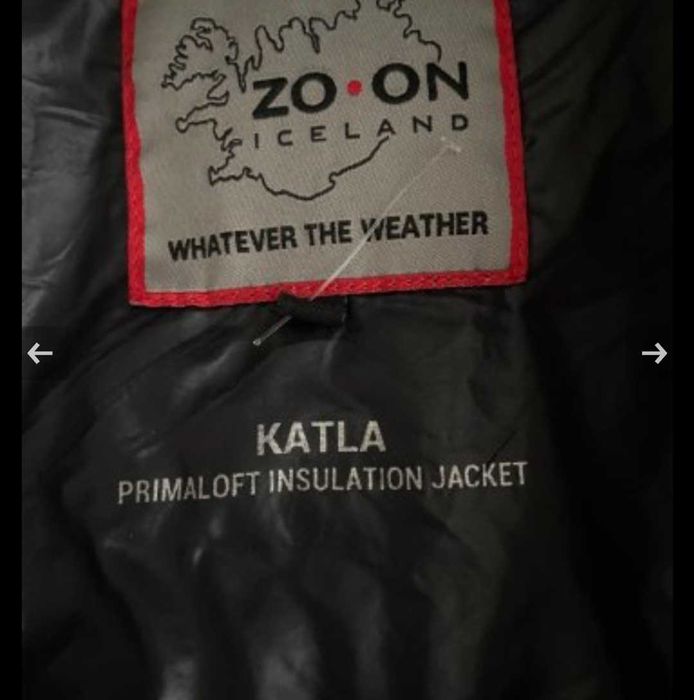 ZO•ON
ICELAND
WHATEVER THE WEATHER
KATLA
PRIMALOFT INSULATION JACKET